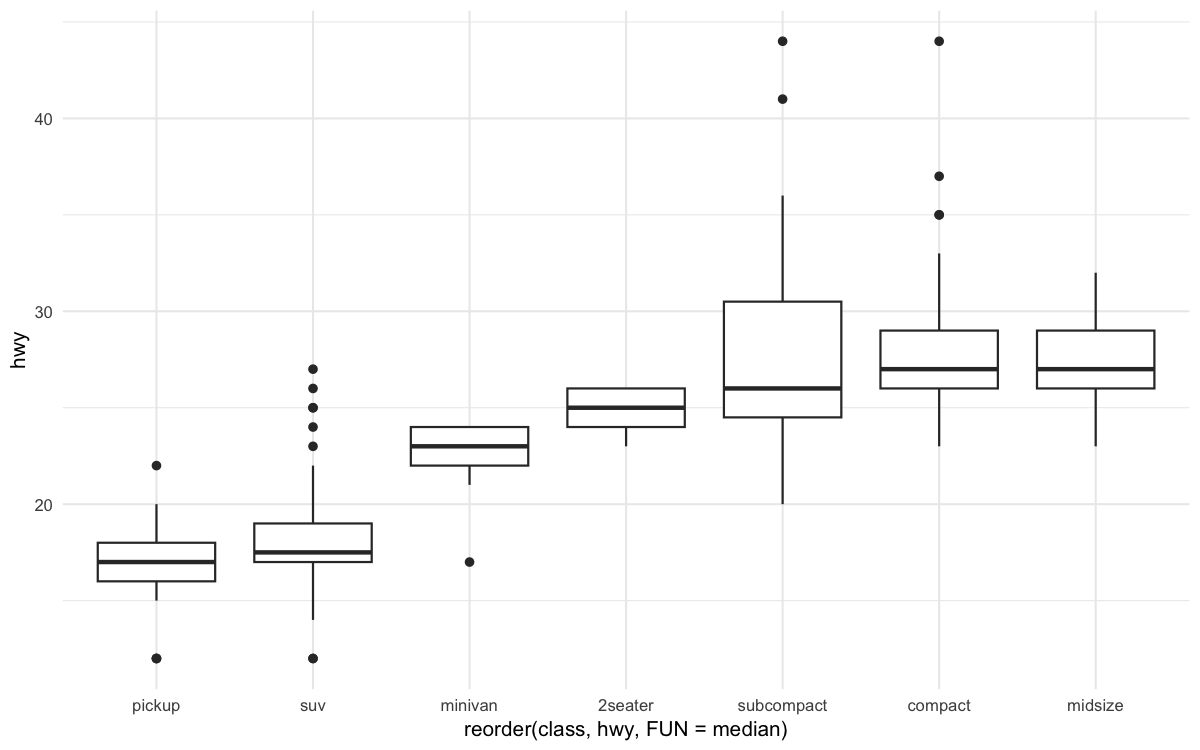 hwy
40
30
20
pickup suv minivan 2seater subcompact compact midsize
reorder(class, hwy, FUN = median)